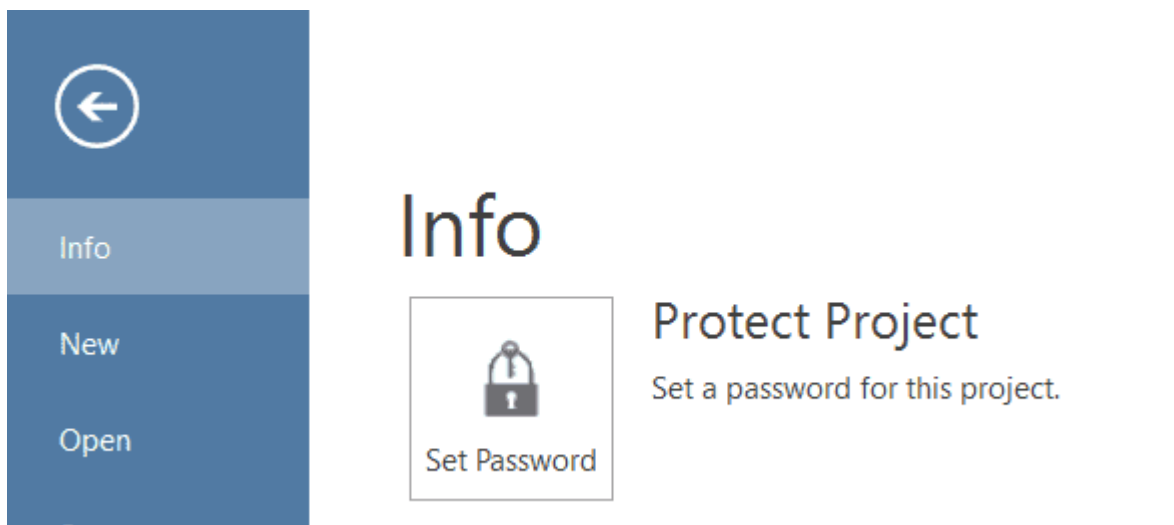 Info
New
Open
Info
Set Password
Protect Project
Set a password for this project.